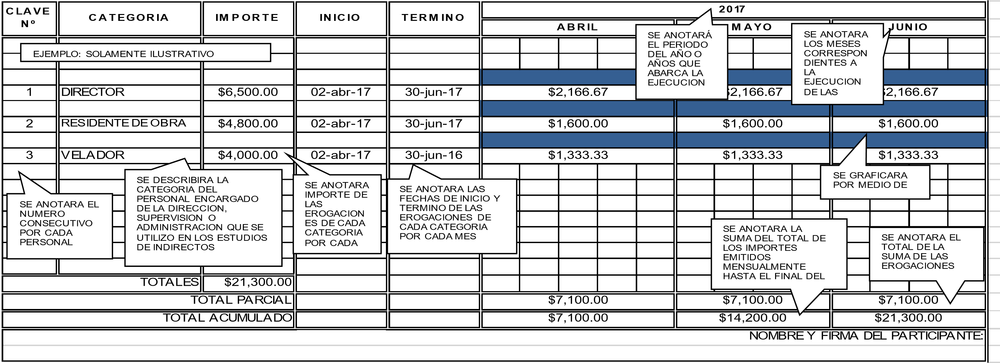 CLAVE Nº CATEGORIA IMPORTE INICIO TERMINO 2017
ABRIL MAYO JUNIO
EJEMPLO: SOLAMENTE ILUSTRATIVO
SE ANOTARÁ
EL PERIODO
DEL AÑO O
AÑOS QUE
ABARCA LA
EJECUCION
SE ANOTARA
LOS MESES
CORRESPON
DIENTES A
LA
EJECUCION
DE LAS
1 DIRECTOR $6,500.00 02-abr-17 30-jun-17 $2,166.67 $2,166.67 $2,166.67
2 RESIDENTE DE OBRA $4,800.00 02-abr-17 30-jun-17 $1,600.00 $1,600.00 $1,600.00
3 VELADOR $4,000.00 02-abr-17 30-jun-16 $1,333.33 $1,333.33 $1,333.33
SE ANOTARA EL
NUMERO
CONSECUTIVO
POR CADA
PERSONAL
SE DESCRIBIRA LA
CATEGORIA DEL
PERSONAL ENCARGADO
DE LA DIRECCION,
SUPERVISION O
ADMINISTRACION QUE SE
UTILIZO EN LOS ESTUDIOS
DE INDIRECTOS
SE ANOTARA
IMPORTE DE
LAS
EROGACION
ES DE CADA
CATEGORIA
POR CADA
SE ANOTARA LAS
FECHAS DE INICIO Y
TERMINO DE LAS
EROGACIONES DE
CADA CATEGORIA
POR CADA MES
SE GRAFICARA
POR MEDIO DE
SE ANOTARA LA
SUMA DEL TOTAL DE
LOS IMPORTES
EMITIDOS
MENSUALMENTE
HASTA EL FINAL DEL
SE ANOTARA EL
TOTAL DE LA
SUMA DE LAS
EROGACIONES
TOTALES $21,300.00
TOTAL PARCIAL $7,100.00 $7,100.00 $7,100.00
TOTAL ACUMULADO $7,100.00 $14,200.00 $21,300.00
NOMBRE Y FIRMA DEL PARTICIPANTE: